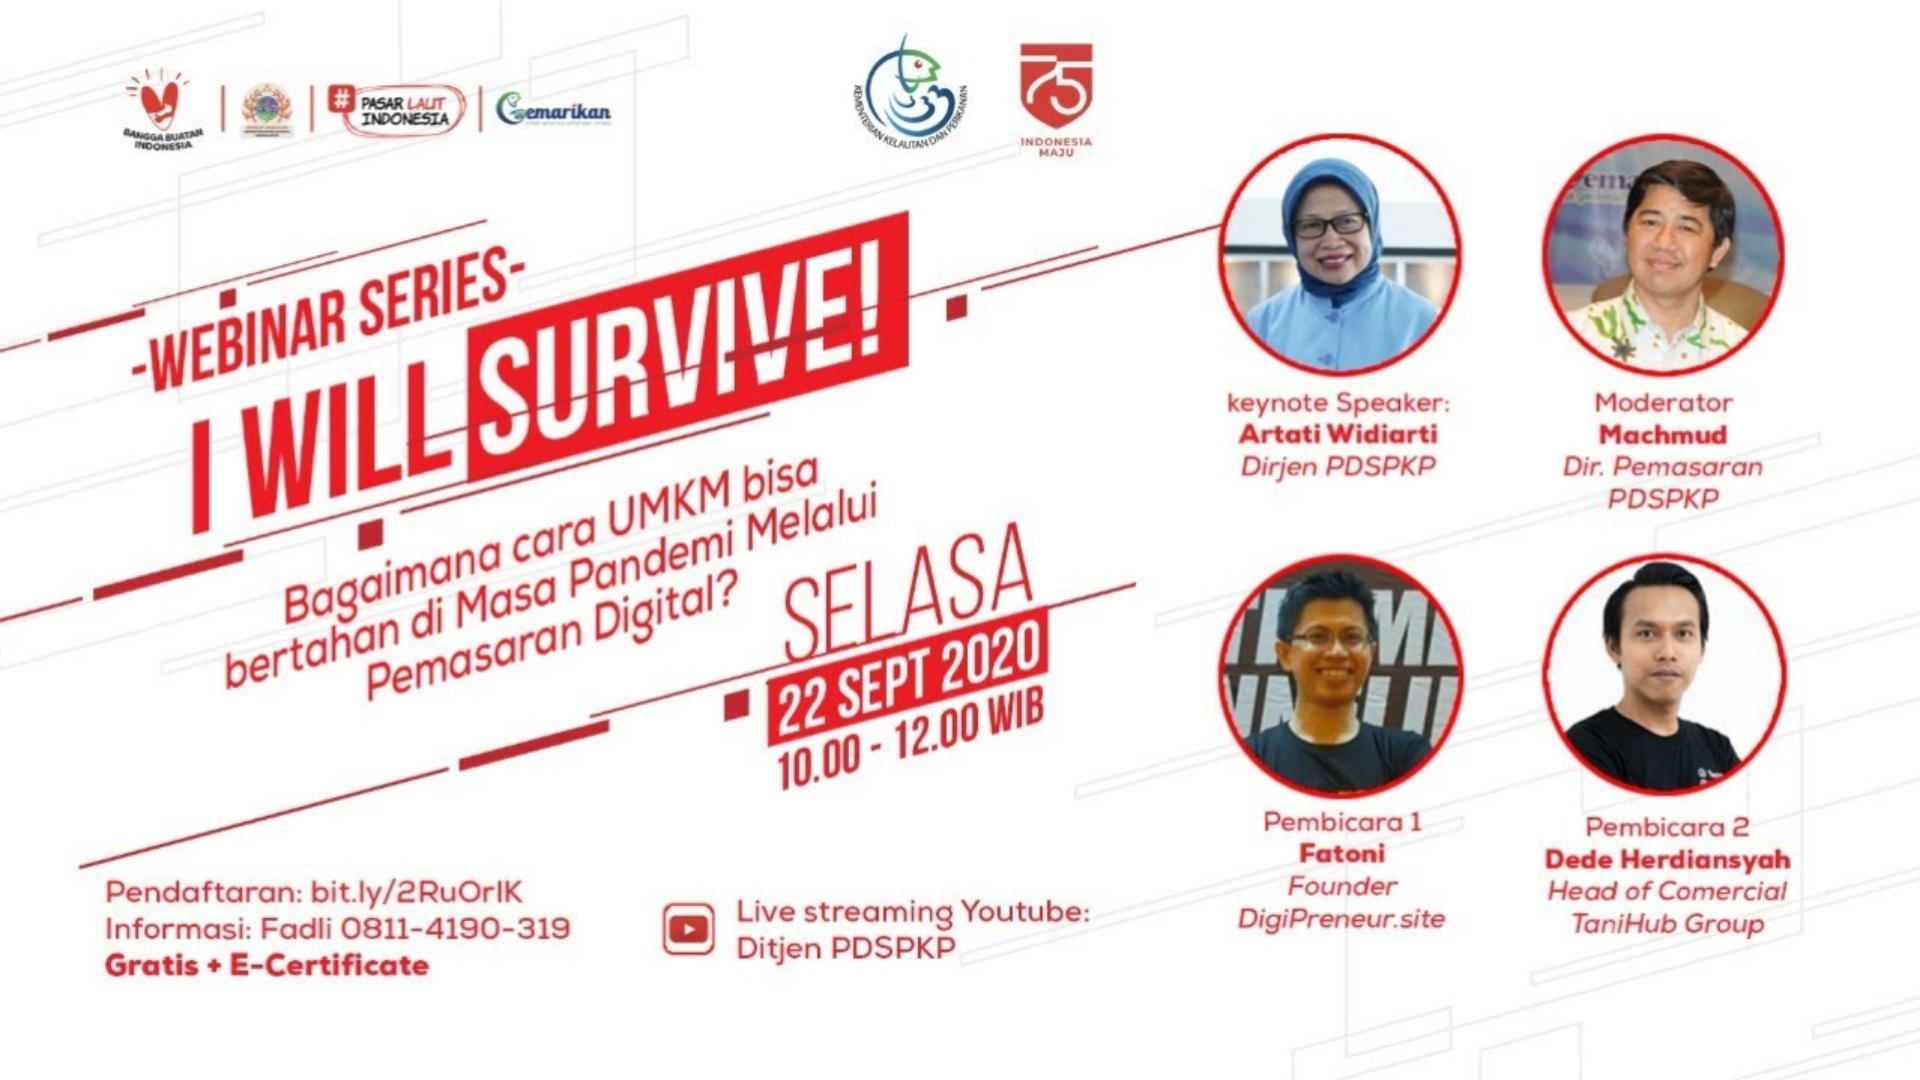 BANGGA BUATAN
INDONESIA
# PASAR LAUT
INDONESIA
Gemarikan
KEMENTERIAN KELAUTAN DAN PERIKANAN
75
INDONESIA
MAJU
-WEBINAR SERIES-
I WILL SURVIVE!
Bagaimana cara UMKM bisa
bertahan di Masa Pandemi Melalui
Pemasaran Digital?
SELASA
22 SEPT 2020
10.00 - 12.00 WIB
Pendaftaran: bit.ly/2RuOrIK
Informasi: Fadli 0811-4190-319
Gratis + E-Certificate
Live streaming Youtube:
Ditjen PDSPKP
keynote Speaker:
Artati Widiarti
Dirjen PDSPKP
Moderator
Machmud
Dir. Pemasaran
PDSPKP
Pembicara 1
Fatoni
Founder
DigiPreneur.site
Pembicara 2
Dede Herdiansyah
Head of Comercial
TaniHub Group